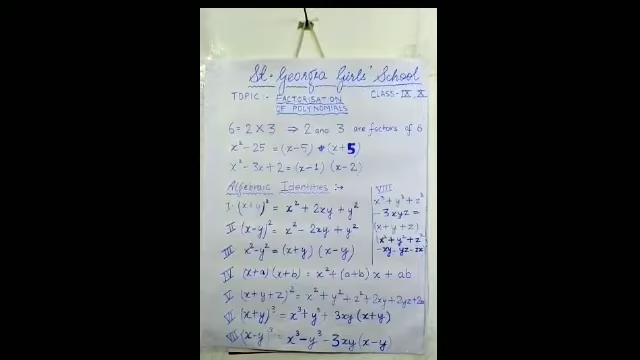 St. Georgia Girls' School
TOPIC:- FACTORISATION OF POLYNOMIALS
CLASS-IX, X
6 = 2 × 3 ⇒ 2 and 3 are factors of 6
x² - 25 = (x-5) (x+5)
x² - 3x + 2 = (x-1) (x-2)
Algebraic Identities :-
I (x+y)² = x² + 2xy + y²
II (x-y)² = x² - 2xy + y²
III x² - y² = (x+y) (x-y)
IV (x+a)(x+b) = x² + (a+b) x + ab
V (x+y+z)² = x² + y² + z² + 2xy + 2yz + 2zx
VI (x+y)³ = x³ + y³ + 3xy (x+y)
VII (x-y)³ = x³ - y³ - 3xy (x-y)
VIII
x³ + y³ + z³
- 3xyz =
(x+y+z)
(x² + y² + z²
-xy - yz - zx)